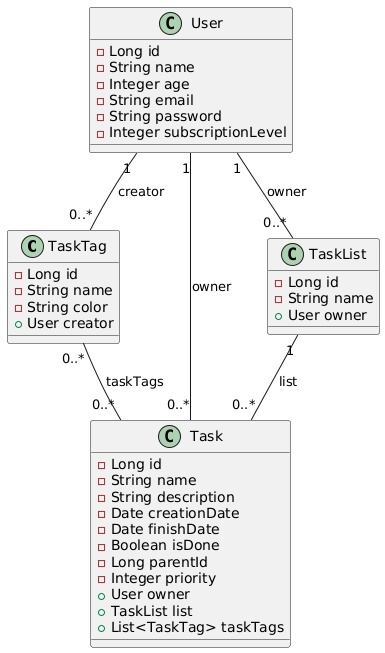 C User
Long id
String name
Integer age
String email
String password
Integer subscriptionLevel
1 1 1
creator owner
0..* 0..*
C TaskTag
Long id
String name
String color
User creator
C TaskList
Long id
String name
User owner
owner
0..* 1
taskTags list
0..* 0..* 0..*
C Task
Long id
String name
String description
Date creationDate
Date finishDate
Boolean isDone
Long parentId
Integer priority
User owner
TaskList list
List<TaskTag> taskTags